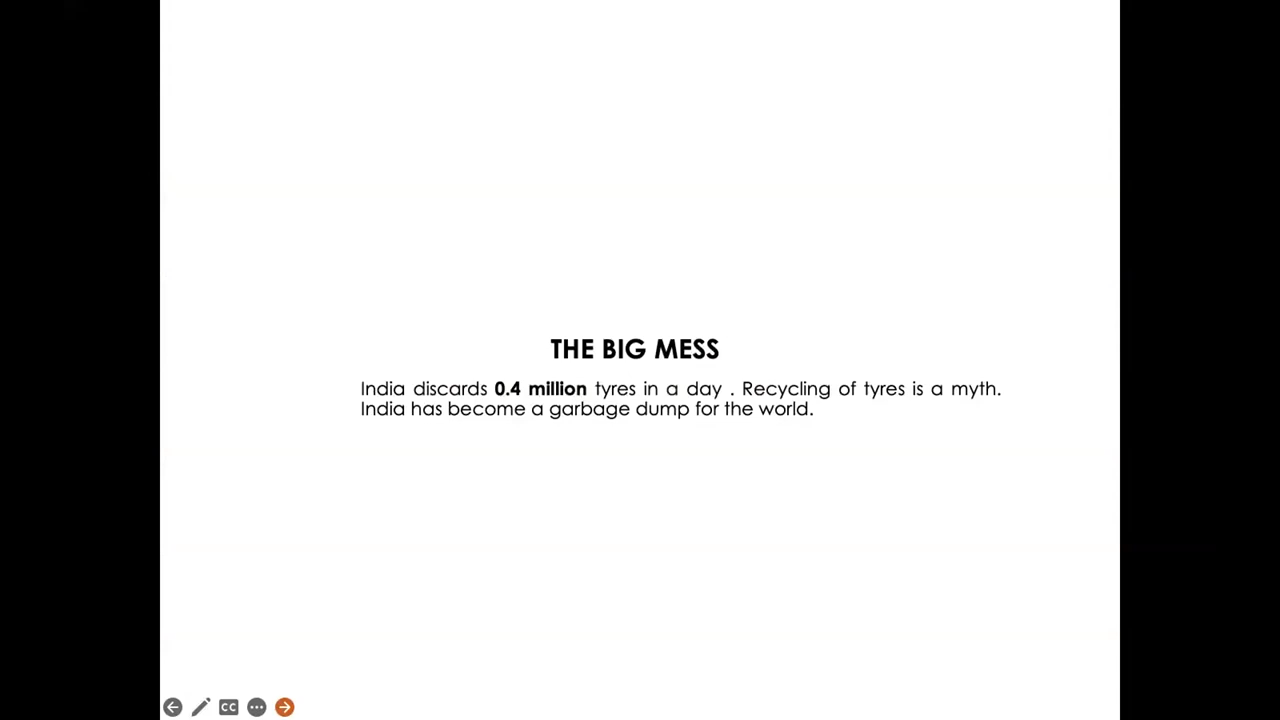 THE BIG MESS
India discards 0.4 million tyres in a day . Recycling of tyres is a myth.
India has become a garbage dump for the world.
CC